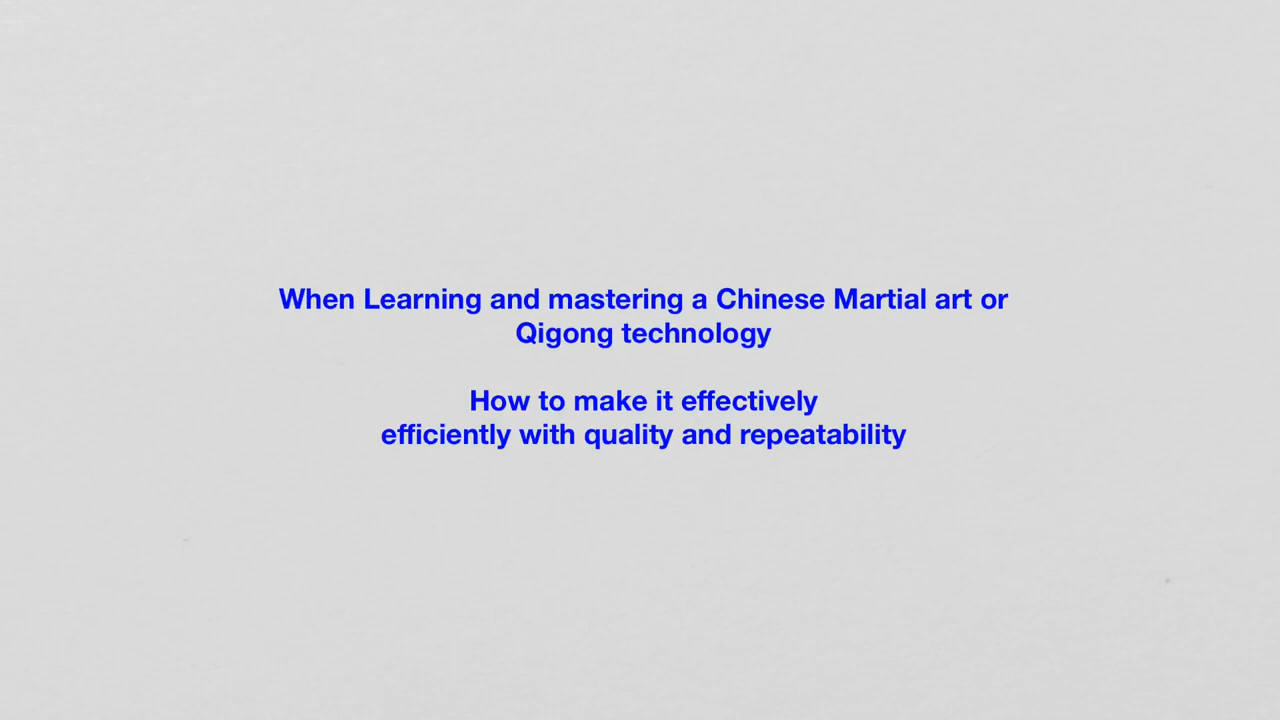 When Learning and mastering a Chinese Martial art or
Qigong technology
How to make it effectively
efficiently with quality and repeatability